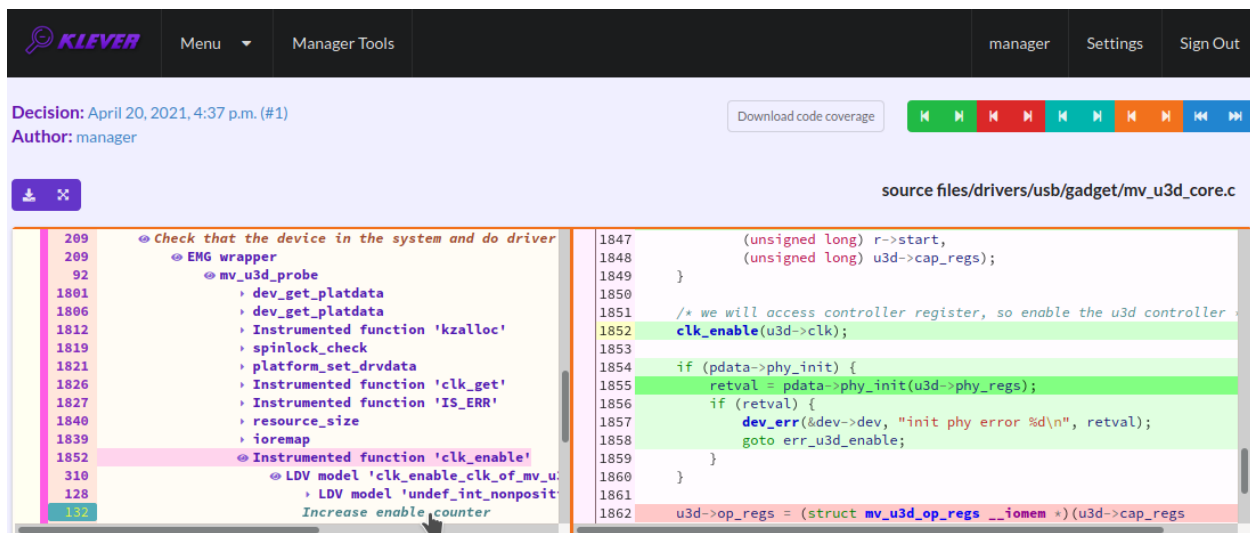 KLEVER
Menu
Manager Tools
manager
Settings
Sign Out
Decision: April 20, 2021, 4:37 p.m. (#1)
Author: manager
Download code coverage
source files/drivers/usb/gadget/mv_u3d_core.c
209 Check that the device in the system and do driver
209 EMG wrapper
92 mv_u3d_probe
1801 dev_get_platdata
1806 dev_get_platdata
1812 Instrumented function 'kzalloc'
1819 spinlock_check
1821 platform_set_drvdata
1826 Instrumented function 'clk_get'
1827 Instrumented function 'IS_ERR'
1840 resource_size
1839 ioremap
1852 Instrumented function 'clk_enable'
310 LDV model 'clk_enable_clk_of_mv_u
128 LDV model 'undef_int_nonposit
132 Increase enable counter
1847 (unsigned long) r->start,
1848 (unsigned long) u3d->cap_regs);
1849 }
1850
1851 /* we will access controller register, so enable the u3d controller
1852 clk_enable(u3d->clk);
1853
1854 if (pdata->phy_init) {
1855 retval = pdata->phy_init(u3d->phy_regs);
1856 if (retval) {
1857 dev_err(&dev->dev, "init phy error %d\n", retval);
1858 goto err_u3d_enable;
1859 }
1860 }
1861
1862 u3d->op_regs = (struct mv_u3d_op_regs __iomem *)(u3d->cap_regs